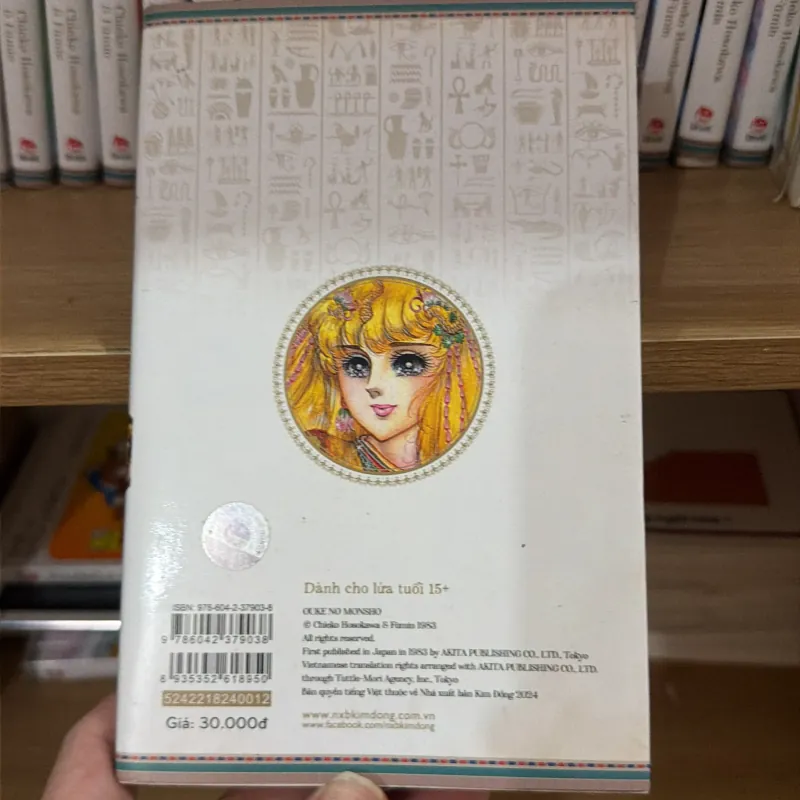 Chieko Hosokawa
Chieko Hosokawa
Dành cho lứa tuổi 15+
ISBN: 978-604-2-37903-8
9 786042 379038
8 935352 618950
5242218240012
Giá: 30.000đ
OUKE NO MONSHO
© Chieko Hosokawa & Fumin 1983
All rights reserved.
First published in Japan in 1983 by AKITA PUBLISHING CO., LTD., Tokyo
Vietnamese translation rights arranged with AKITA PUBLISHING CO., LTD.
through Tuttle-Mori Agency, Inc., Tokyo
Bản quyền tiếng Việt thuộc về Nhà xuất bản Kim Đồng 2024
www.nxbkimdong.com.vn
www.facebook.com/nxbkimdong